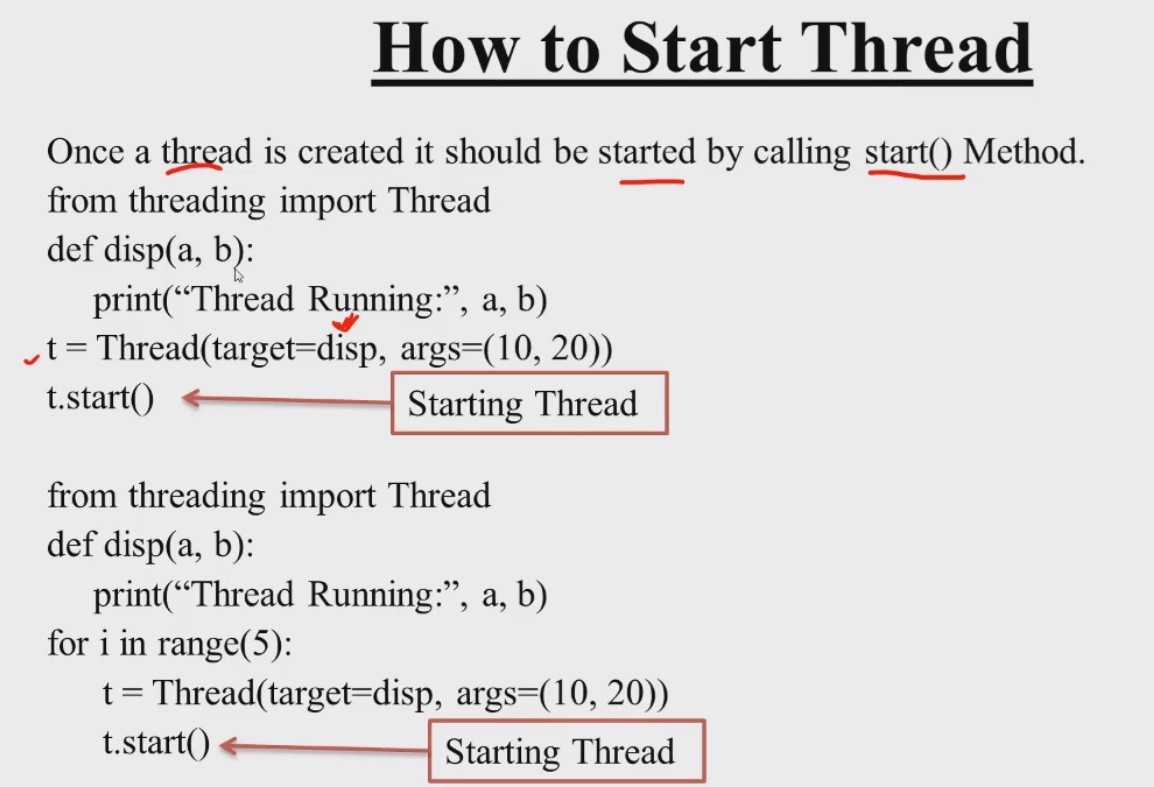 How to Start Thread
Once a thread is created it should be started by calling start() Method.
from threading import Thread
def disp(a, b):
print(“Thread Running:”, a, b)
t = Thread(target=disp, args=(10, 20))
t.start()
Starting Thread
from threading import Thread
def disp(a, b):
print(“Thread Running:”, a, b)
for i in range(5):
t = Thread(target=disp, args=(10, 20))
t.start()
Starting Thread